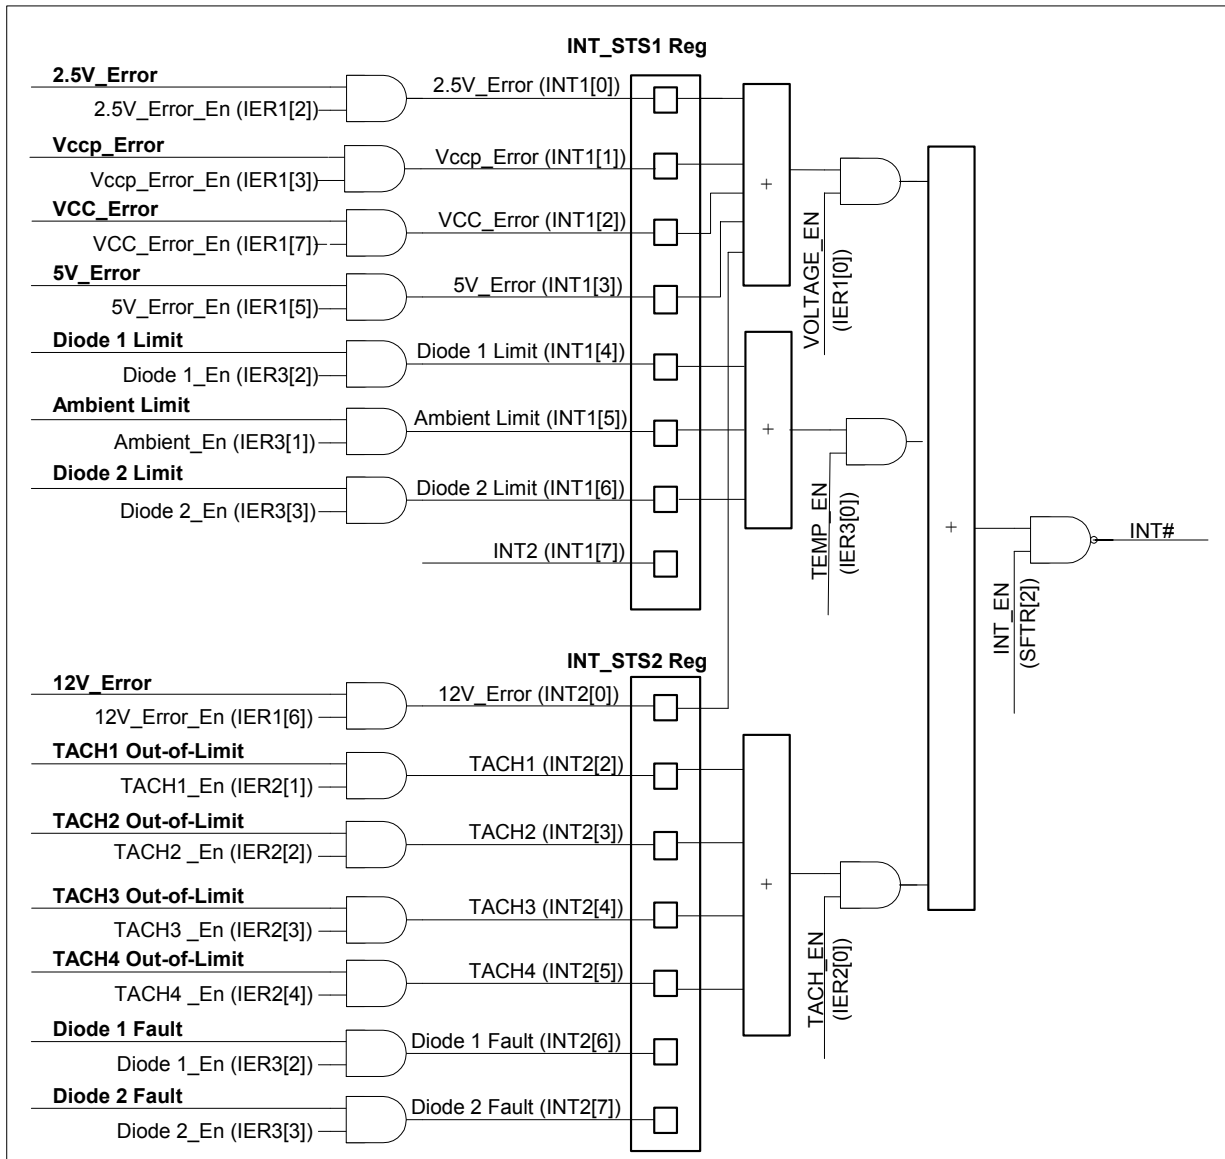 INT_STS1 Reg
2.5V_Error
2.5V_Error_En (IER1[2])
2.5V_Error (INT1[0])
Vccp_Error
Vccp_Error_En (IER1[3])
Vccp_Error (INT1[1])
VCC_Error
VCC_Error_En (IER1[7])
VCC_Error (INT1[2])
5V_Error
5V_Error_En (IER1[5])
5V_Error (INT1[3])
Diode 1 Limit
Diode 1_En (IER3[2])
Diode 1 Limit (INT1[4])
Ambient Limit
Ambient_En (IER3[1])
Ambient Limit (INT1[5])
Diode 2 Limit
Diode 2_En (IER3[3])
Diode 2 Limit (INT1[6])
INT2 (INT1[7])
+
VOLTAGE_EN
(IER1[0])
+
TEMP_EN
(IER3[0])
+
INT_EN
(SFTR[2])
INT#
INT_STS2 Reg
12V_Error
12V_Error_En (IER1[6])
12V_Error (INT2[0])
TACH1 Out-of-Limit
TACH1_En (IER2[1])
TACH1 (INT2[2])
TACH2 Out-of-Limit
TACH2 _En (IER2[2])
TACH2 (INT2[3])
TACH3 Out-of-Limit
TACH3 _En (IER2[3])
TACH3 (INT2[4])
TACH4 Out-of-Limit
TACH4 _En (IER2[4])
TACH4 (INT2[5])
Diode 1 Fault
Diode 1_En (IER3[2])
Diode 1 Fault (INT2[6])
Diode 2 Fault
Diode 2_En (IER3[3])
Diode 2 Fault (INT2[7])
+
TACH_EN
(IER2[0])